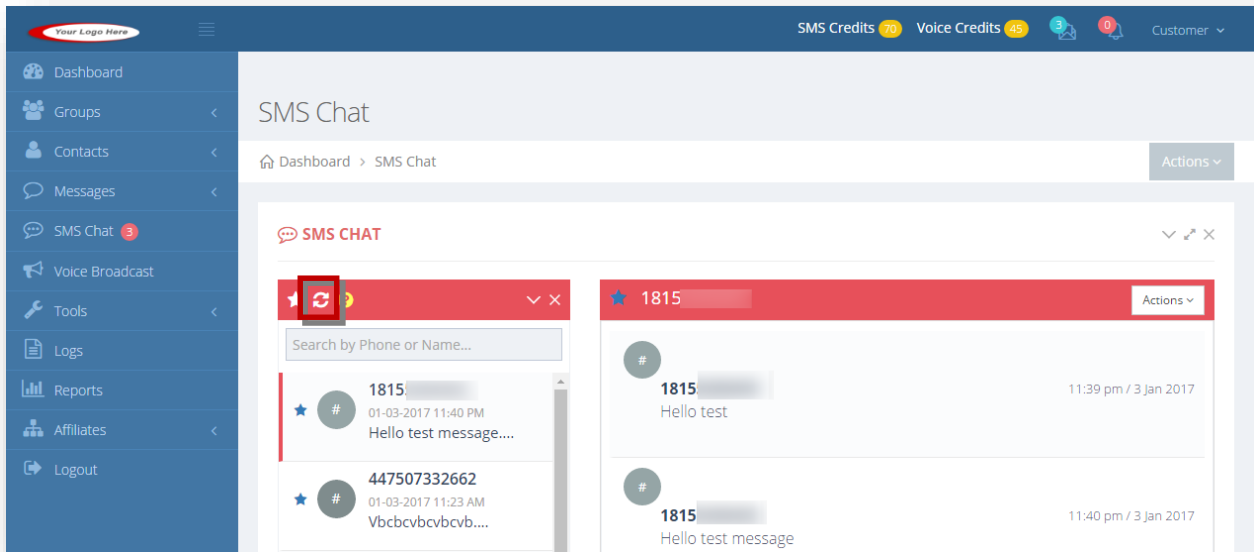 Your Logo Here
SMS Credits 70 Voice Credits 45 3 0 Customer
Dashboard
Groups
Contacts
Messages
SMS Chat 3
Voice Broadcast
Tools
Logs
Reports
Affiliates
Logout
SMS Chat
Dashboard > SMS Chat
Actions
SMS CHAT
Search by Phone or Name...
1815
01-03-2017 11:40 PM
Hello test message....
447507332662
01-03-2017 11:23 AM
Vbcbcvbcvbcvb....
1815
Actions
#
1815
11:39 pm / 3 Jan 2017
Hello test
#
1815
11:40 pm / 3 Jan 2017
Hello test message